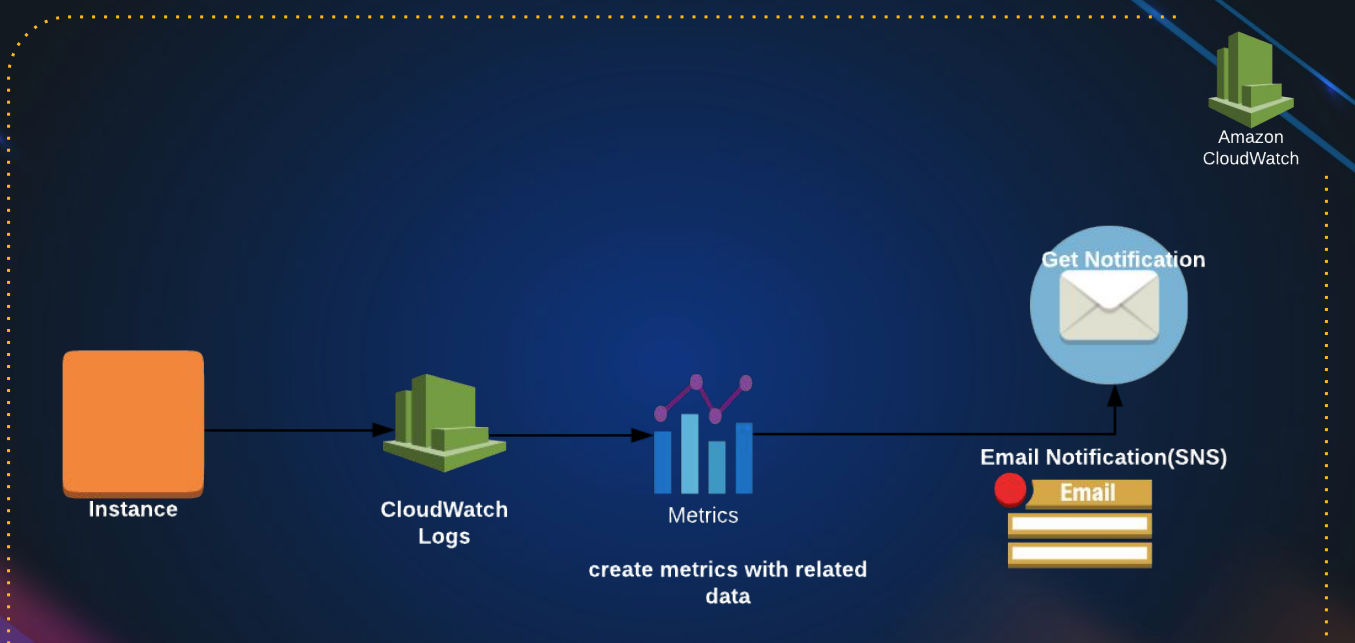 Amazon
CloudWatch
Get Notification
Instance
CloudWatch
Logs
Metrics
create metrics with related
data
Email Notification(SNS)
Email